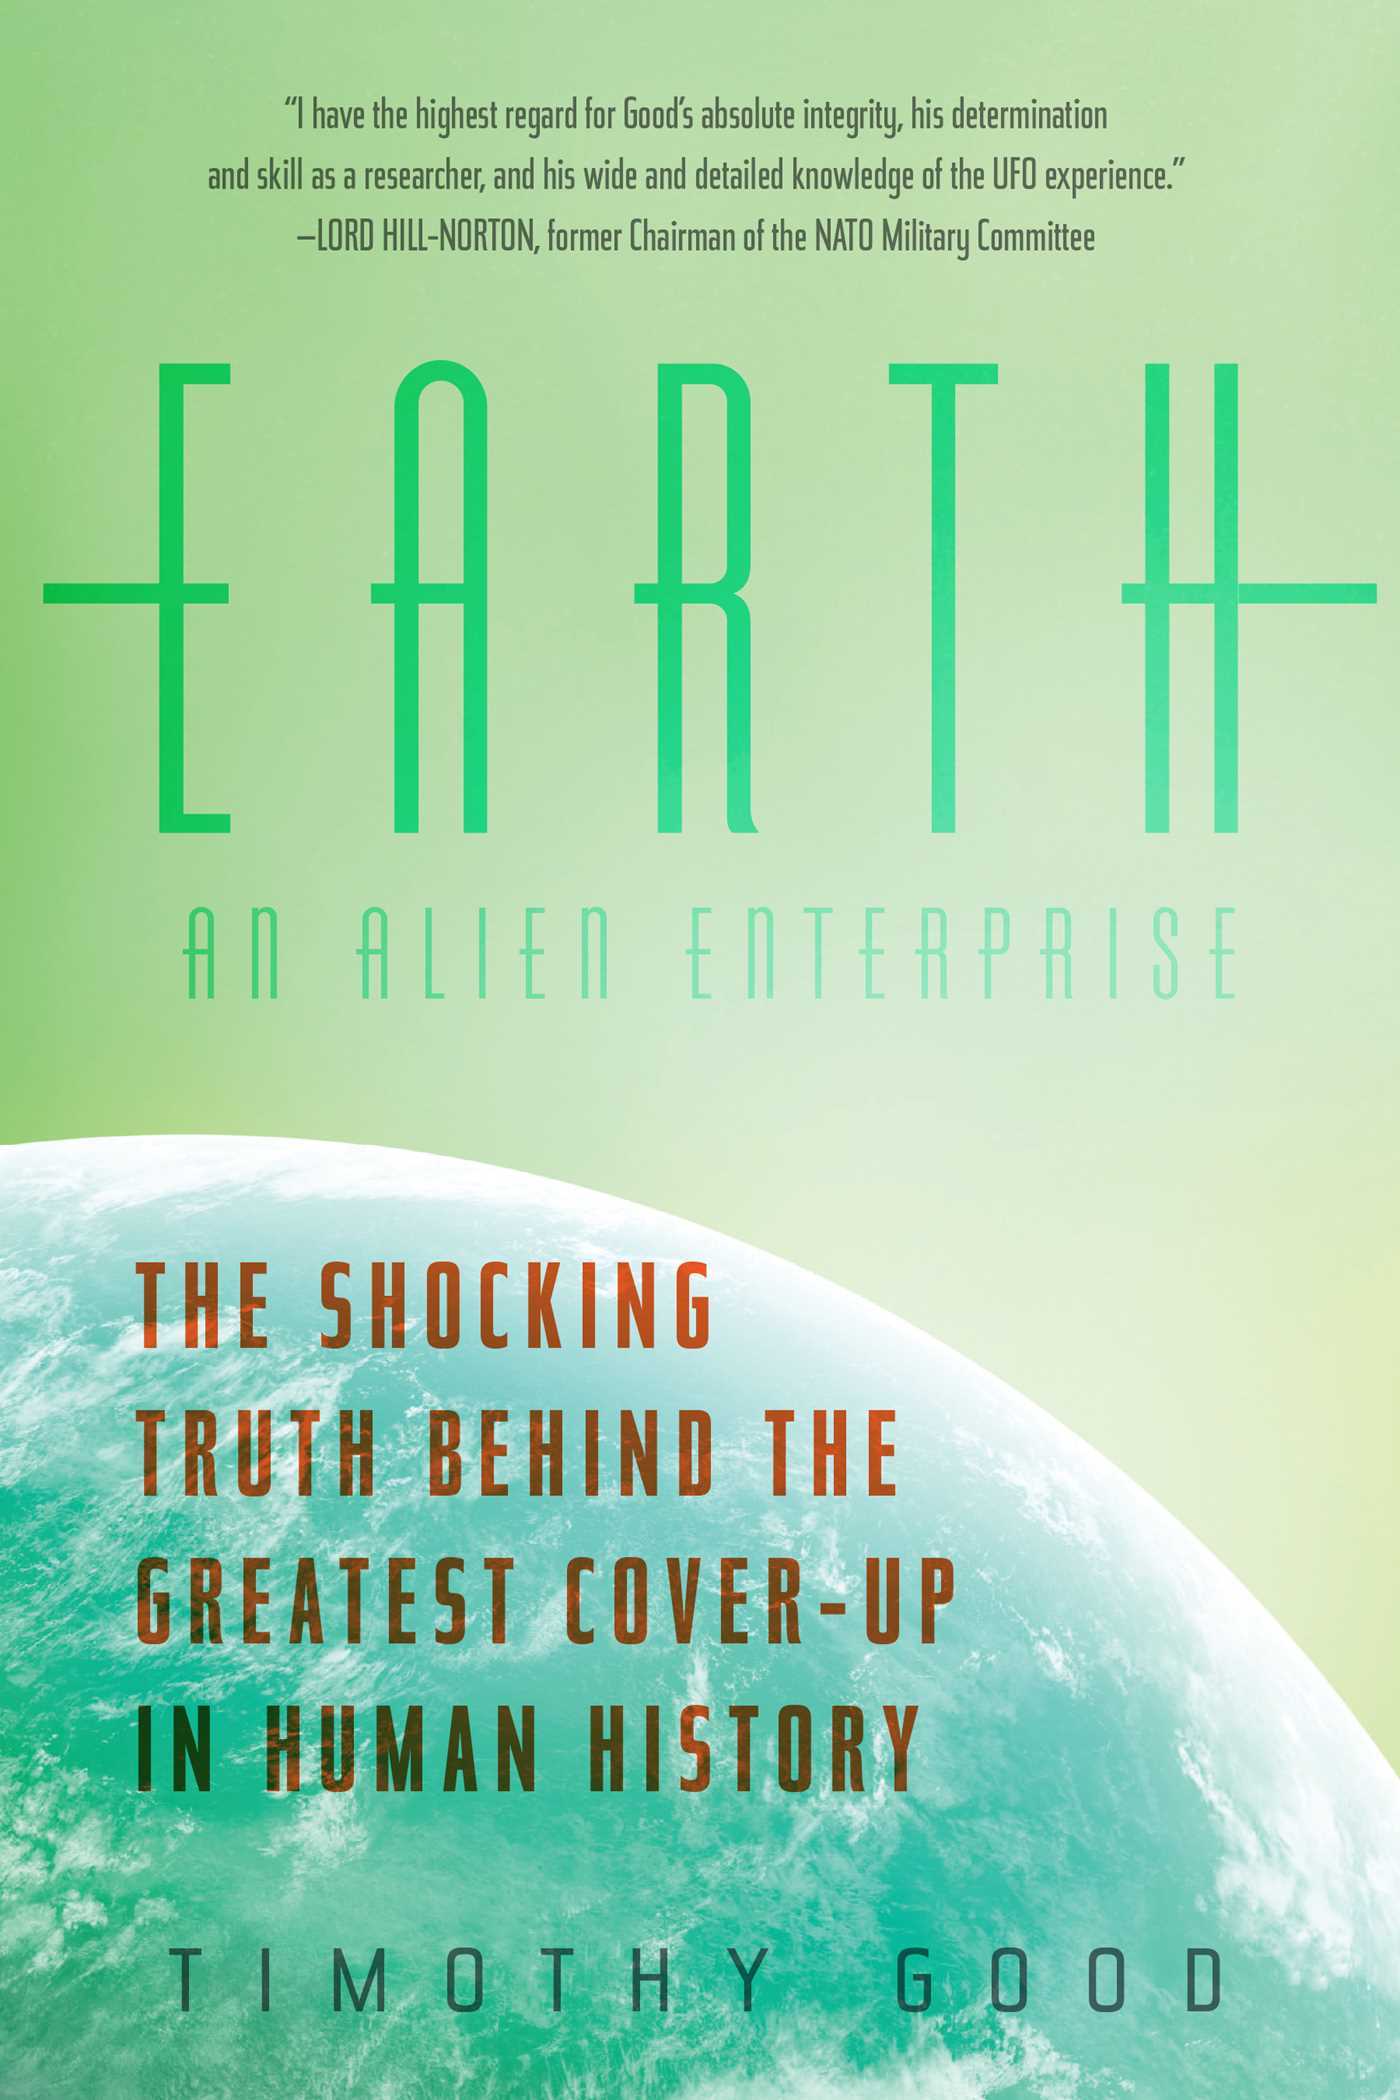 “I have the highest regard for Good’s absolute integrity, his determination
and skill as a researcher, and his wide and detailed knowledge of the UFO experience.”
–LORD HILL-NORTON, former Chairman of the NATO Military Committee
EARTH
AN ALIEN ENTERPRISE
THE SHOCKING
TRUTH BEHIND THE
GREATEST COVER-UP
IN HUMAN HISTORY
TIMOTHY GOOD